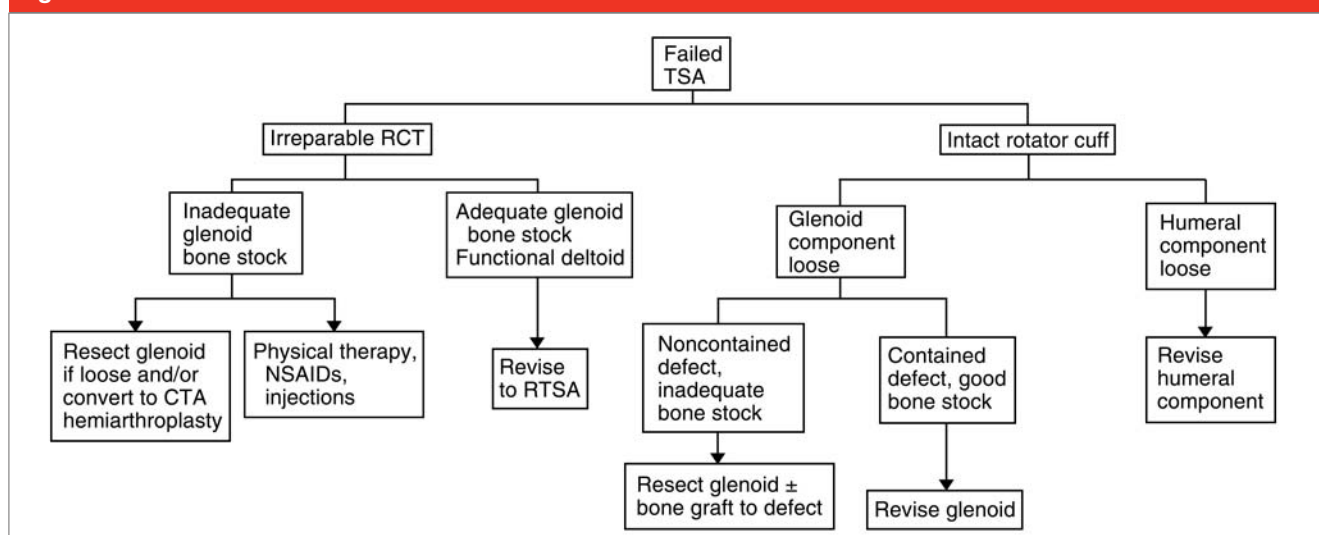 Failed
TSA
Irreparable RCT
Intact rotator cuff
Inadequate
glenoid
bone stock
Adequate glenoid
bone stock
Functional deltoid
Glenoid
component
loose
Humeral
component
loose
Resect glenoid
if loose and/or
convert to CTA
hemiarthroplasty
Physical therapy,
NSAIDs,
injections
Revise
to RTSA
Noncontained
defect,
inadequate
bone stock
Contained
defect, good
bone stock
Revise
humeral
component
Resect glenoid ±
bone graft to defect
Revise glenoid